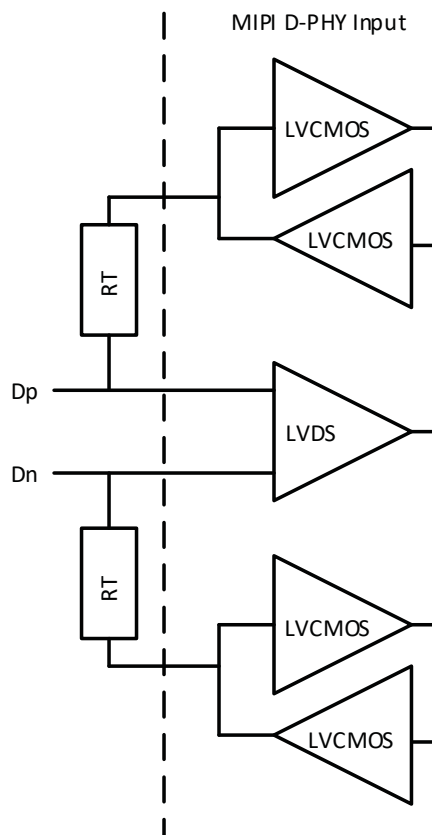 MIPI D-PHY Input
LVCMOS
LVCMOS
RT
Dp
LVDS
Dn
RT
LVCMOS
LVCMOS